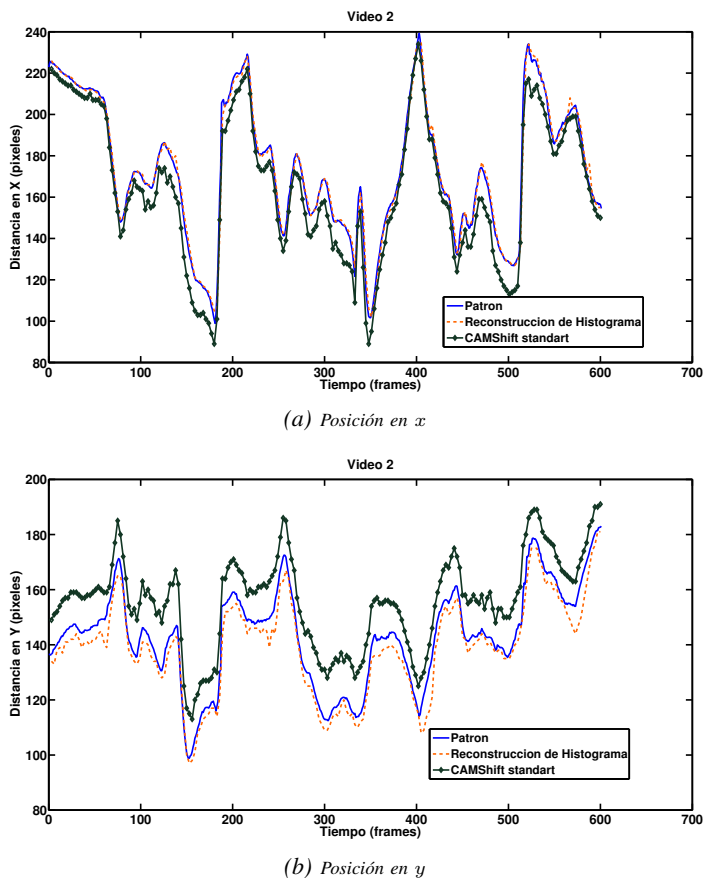 Video 2
240
220
200
180
160
140
120
100
80
Distancia en X (pixeles)
0
100
200
300
400
500
600
700
Tiempo (frames)
Patron
Reconstruccion de Histograma
CAMShift standart
(a) Posición en x
Video 2
200
180
160
140
120
100
80
Distancia en Y (pixeles)
0
100
200
300
400
500
600
700
Tiempo (frames)
Patron
Reconstruccion de Histograma
CAMShift standart
(b) Posición en y